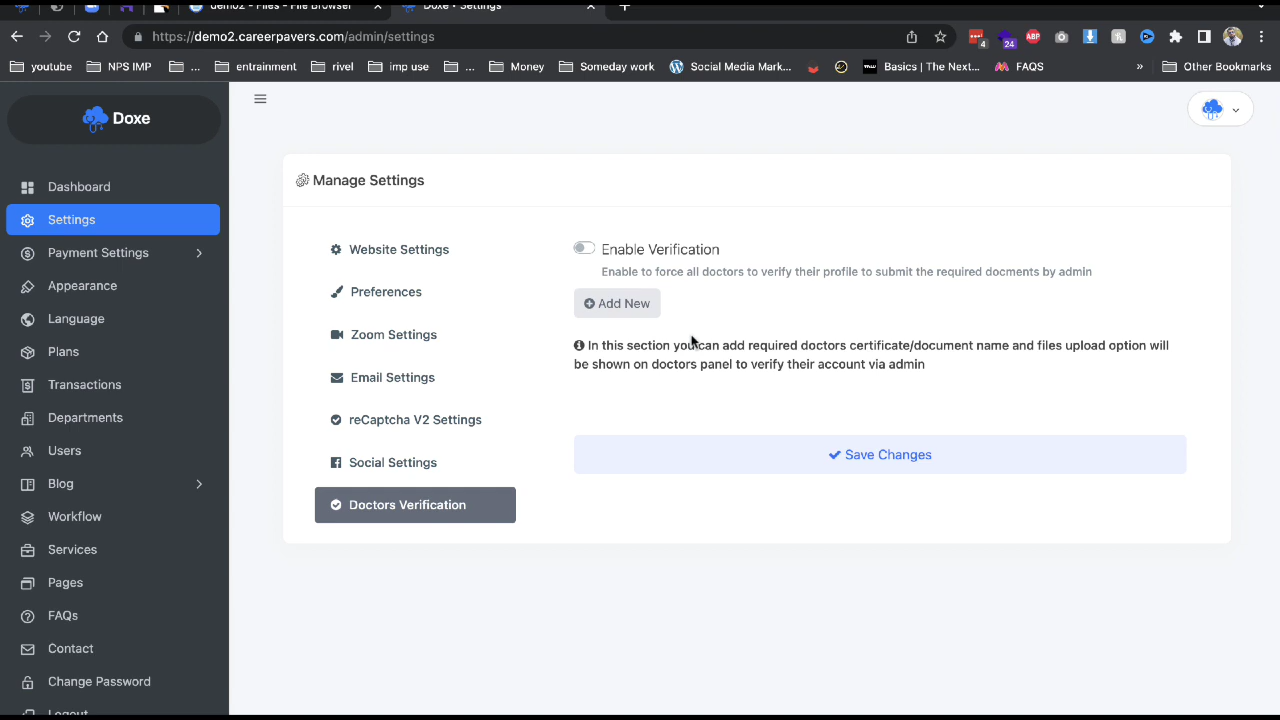 demo2 - Files - File Browser
Doxe • Settings
https://demo2.careerpavers.com/admin/settings
4
24
ABP
youtube
NPS IMP
...
entrainment
rivel
imp use
...
Money
Someday work
Social Media Mark...
Basics | The Next...
FAQS
»
Other Bookmarks
Doxe
Dashboard
Settings
Payment Settings
Appearance
Language
Plans
Transactions
Departments
Users
Blog
Workflow
Services
Pages
FAQs
Contact
Change Password
Logout
Manage Settings
Website Settings
Preferences
Zoom Settings
Email Settings
reCaptcha V2 Settings
Social Settings
Doctors Verification
Enable Verification
Enable to force all doctors to verify their profile to submit the required docments by admin
Add New
In this section you can add required doctors certificate/document name and files upload option will
be shown on doctors panel to verify their account via admin
Save Changes